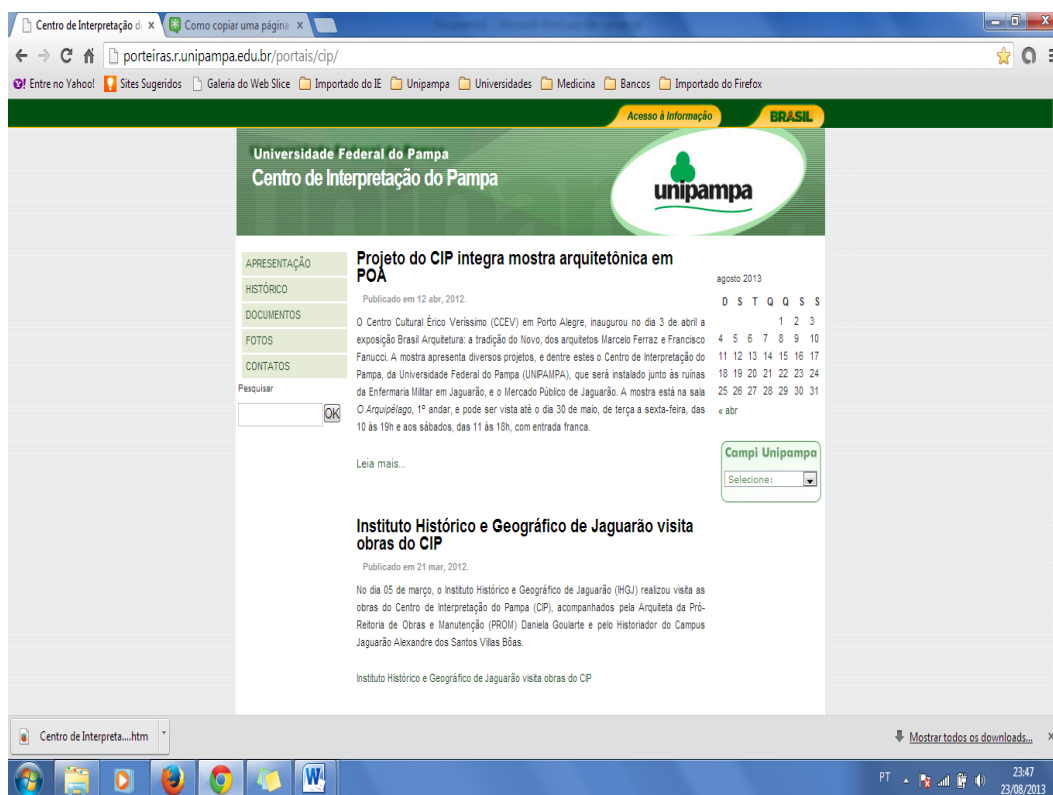 Centro de Interpretação d
Como copiar uma página
porteiras.r.unipampa.edu.br/portais/cip/
Entre no Yahoo!
Sites Sugeridos
Galeria do Web Slice
Importado do IE
Unipampa
Universidades
Medicina
Bancos
Importado do Firefox
Acesso à Informação
BRASIL
Universidade Federal do Pampa
Centro de Interpretação do Pampa
unipampa
APRESENTAÇÃO
HISTÓRICO
DOCUMENTOS
FOTOS
CONTATOS
Pesquisar
OK
Projeto do CIP integra mostra arquitetônica em
POA
Publicado em 12 abr, 2012.
O Centro Cultural Érico Veríssimo (CCEV) em Porto Alegre, inaugurou no dia 3 de abril a
exposição Brasil Arquitetura: a tradição do Novo, dos arquitetos Marcelo Ferraz e Francisco
Fanucci. A mostra apresenta diversos projetos, e dentre estes o Centro de Interpretação do
Pampa, da Universidade Federal do Pampa (UNIPAMPA), que será instalado junto às ruínas
da Enfermaria Militar em Jaguarão, e o Mercado Público de Jaguarão. A mostra está na sala
O Arquipélago, 1º andar, e pode ser vista até o dia 30 de maio, de terça a sexta-feira, das
10 às 19h e aos sábados, das 11 às 18h, com entrada franca.
Leia mais...
Instituto Histórico e Geográfico de Jaguarão visita
obras do CIP
Publicado em 21 mar, 2012.
No dia 05 de março, o Instituto Histórico e Geográfico de Jaguarão (IHGJ) realizou visita as
obras do Centro de Interpretação do Pampa (CIP), acompanhados pela Arquiteta da Pró-
Reitoria de Obras e Manutenção (PROM) Daniela Goularte e pelo Historiador do Campus
Jaguarão Alexandre dos Santos Villas Bôas.
Instituto Histórico e Geográfico de Jaguarão visita obras do CIP
agosto 2013
D S T Q Q S S
1 2 3
4 5 6 7 8 9 10
11 12 13 14 15 16 17
18 19 20 21 22 23 24
25 26 27 28 29 30 31
« abr
Campi Unipampa
Selecione:
Centro de Interpreta....htm
Mostrar todos os downloads...
PT
23:47
23/08/2013